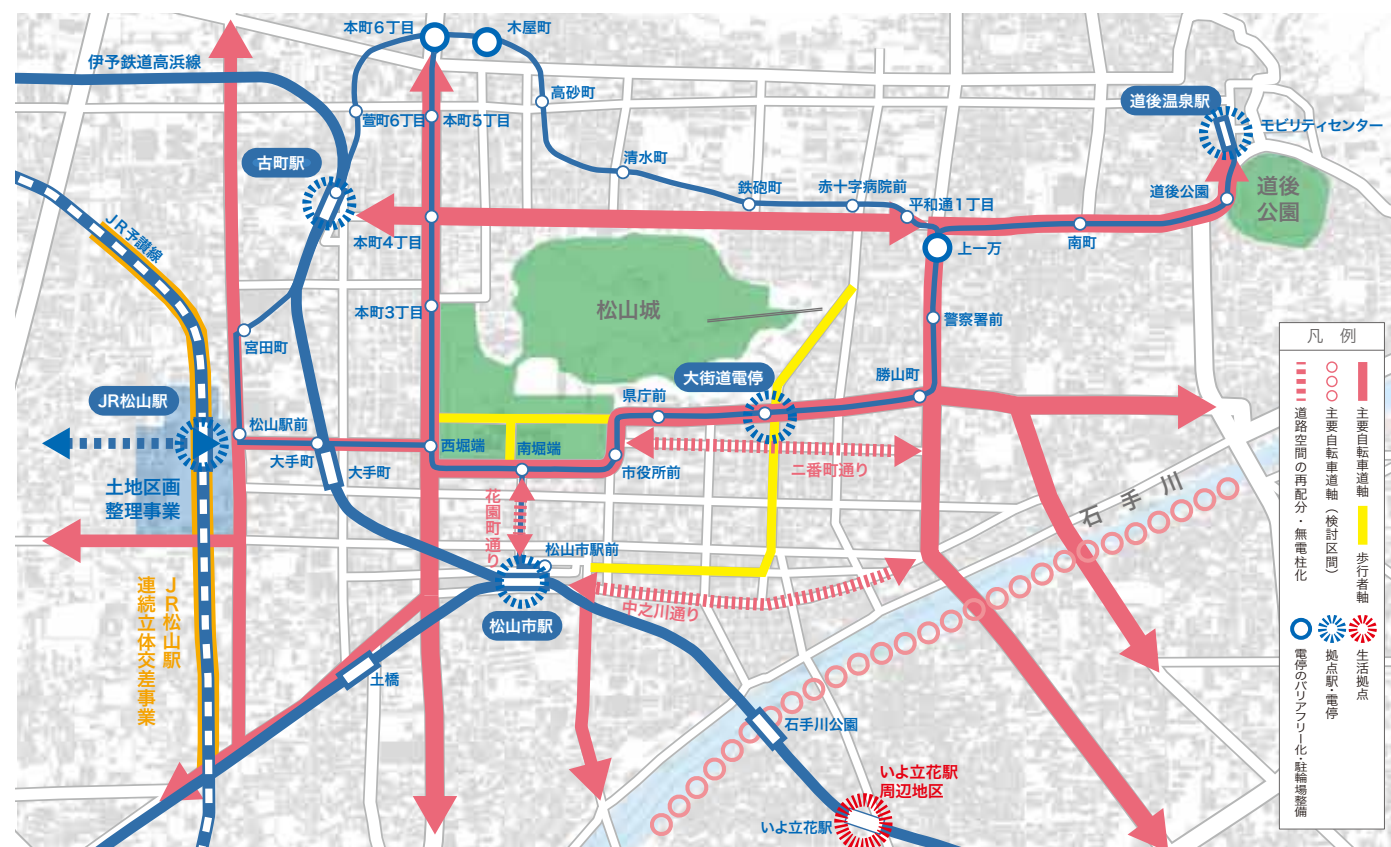 本町6丁目
木屋町
伊予鉄道高浜線
高砂町
道後温泉駅
モビリティセンター
萱町6丁目
本町5丁目
古町駅
清水町
鉄砲町
赤十字病院前
平和通1丁目
道後公園
道後
公園
JR予讃線
本町4丁目
上一万
南町
松山城
本町3丁目
警察署前
宮田町
大街道電停
勝山町
県庁前
JR松山駅
松山駅前
西堀端
南堀端
大手町
大手町
市役所前
二番町通り
石手川
土地区画
整理事業
花園町通り
松山市駅前
中之川通り
松山市駅
JR松山駅
連続立体交差事業
土橋
石手川公園
いよ立花駅
周辺地区
いよ立花駅
凡 例
主要自転車道軸
主要自転車道軸（検討区間）
道路空間の再配分・無電柱化
歩行者軸
生活拠点
拠点駅・電停
電停のバリアフリー化・駐輪場整備